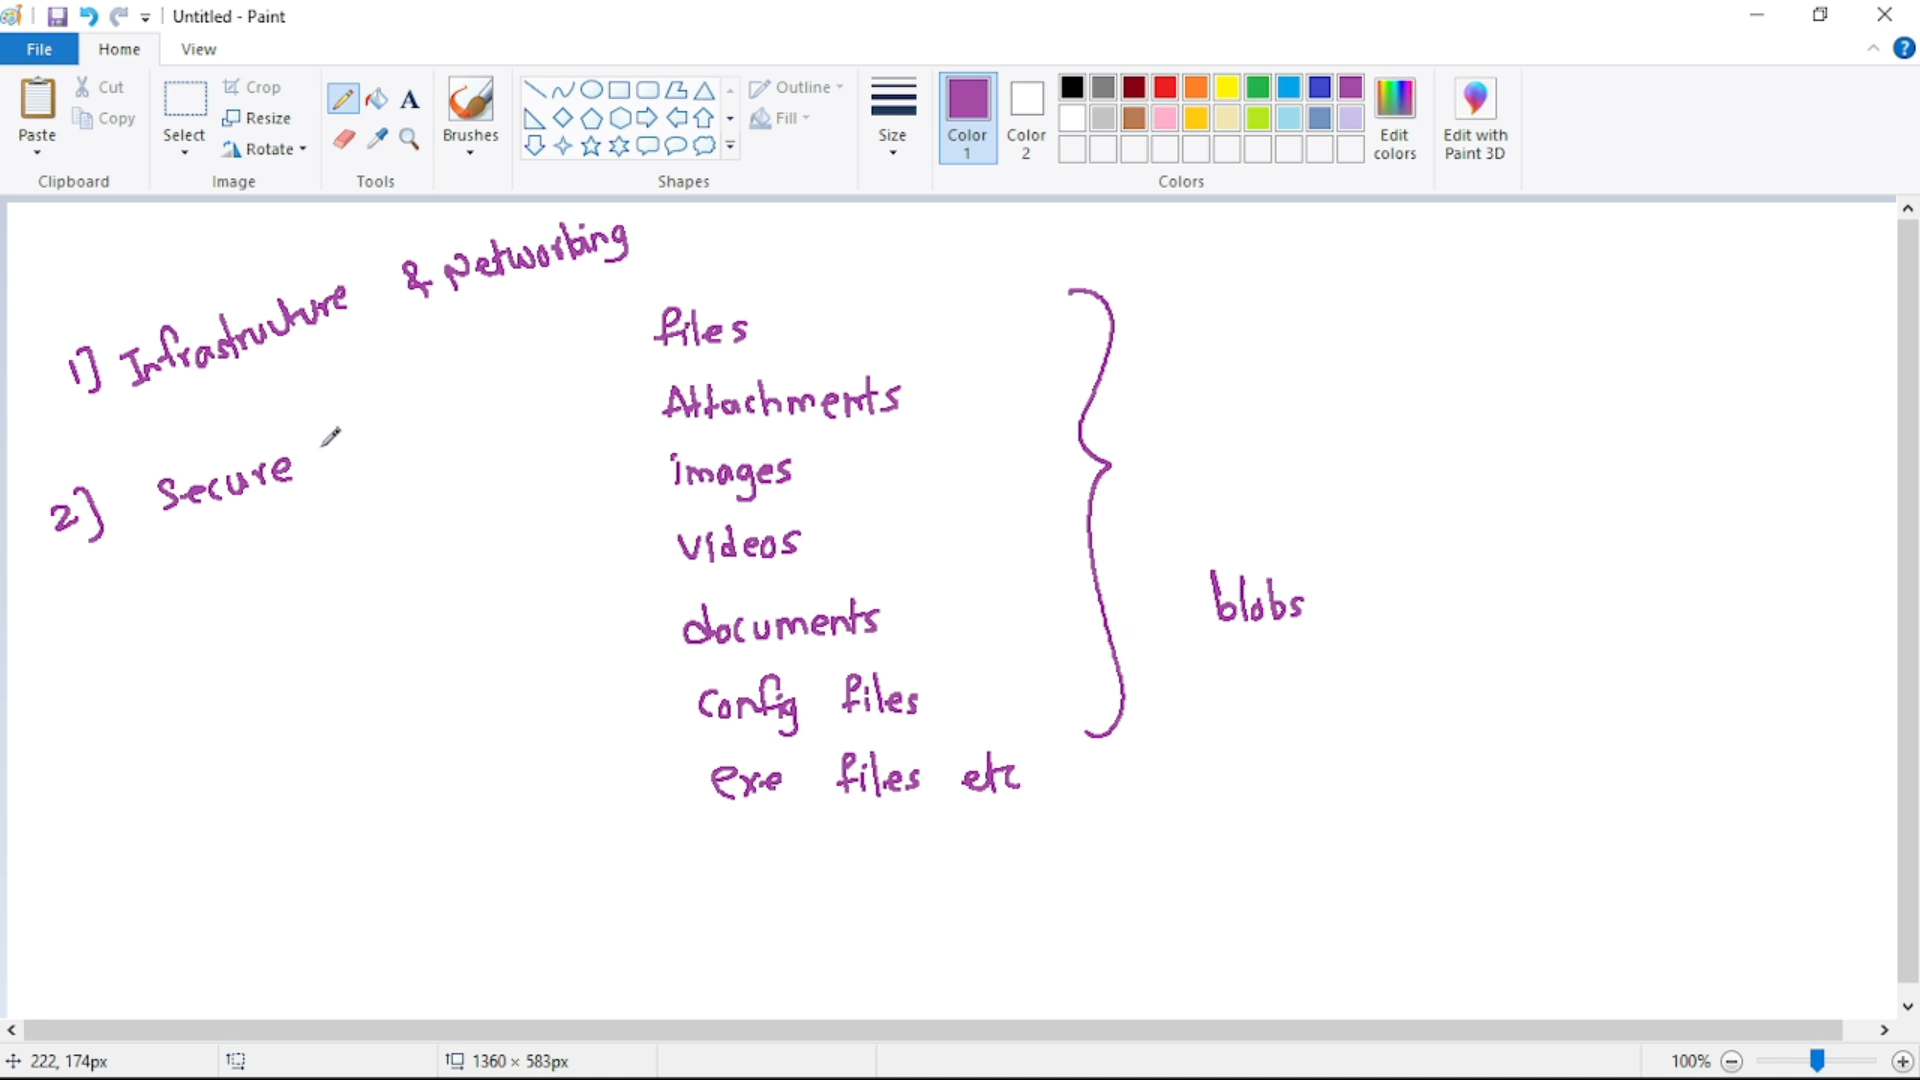 Untitled - Paint
File Home View
Paste
Cut
Copy
Clipboard
Select
Crop
Resize
Rotate
Image
A
Tools
Brushes
Shapes
Outline
Fill
Size
Color 1
Color 2
Edit colors
Edit with Paint 3D
Colors
1] Infrastruture & Networking
2] Secure
files
Attachments
images
videos
documents
config files
exe files etc
blobs
222, 174px
1360 × 583px
100%